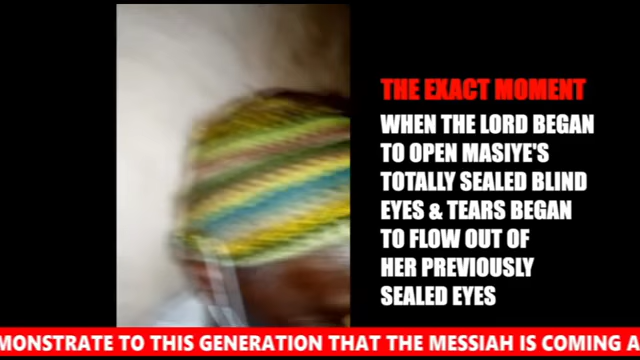 THE EXACT MOMENT
WHEN THE LORD BEGAN
TO OPEN MASIYE'S
TOTALLY SEALED BLIND
EYES & TEARS BEGAN
TO FLOW OUT OF
HER PREVIOUSLY
SEALED EYES
MONSTRATE TO THIS GENERATION THAT THE MESSIAH IS COMING A